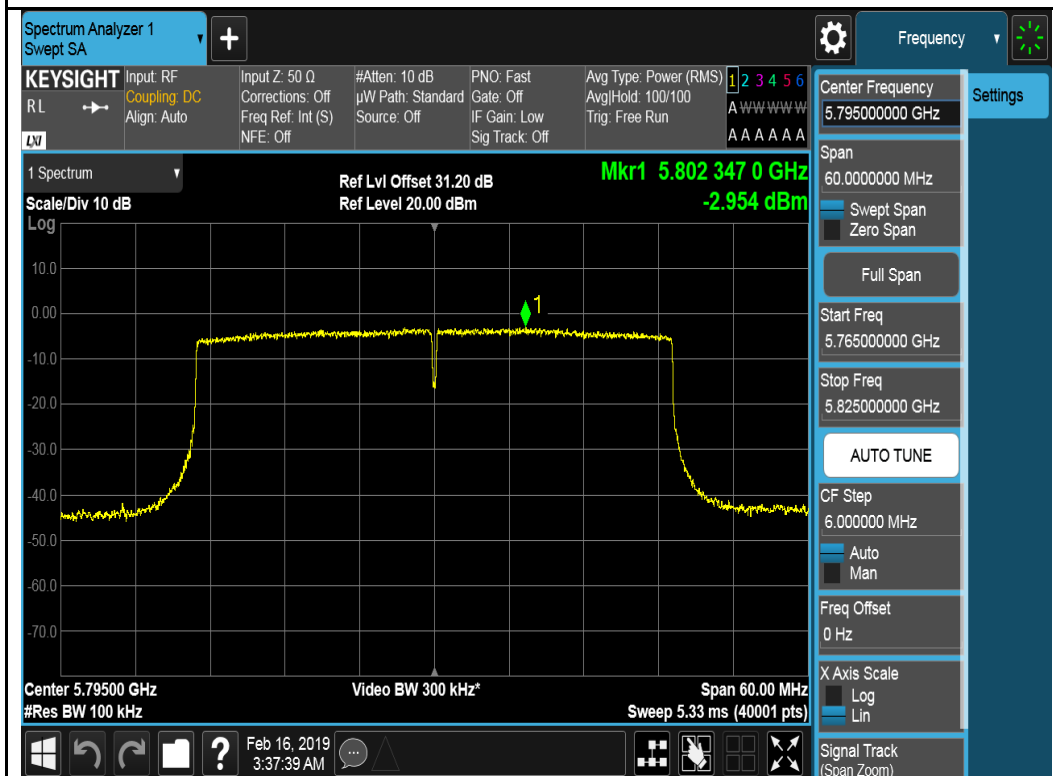 Spectrum Analyzer 1
Swept SA
+
Frequency
KEYSIGHT
R L
LXI
Input: RF
Coupling: DC
Align: Auto
Input Z: 50 Ω
Corrections: Off
Freq Ref: Int (S)
NFE: Off
#Atten: 10 dB
µW Path: Standard
Source: Off
PNO: Fast
Gate: Off
IF Gain: Low
Sig Track: Off
Avg Type: Power (RMS)
Avg|Hold: 100/100
Trig: Free Run
1 2 3 4 5 6
A W W W W W
A A A A A A
1 Spectrum
Scale/Div 10 dB
Log
Ref Lvl Offset 31.20 dB
Ref Level 20.00 dBm
Mkr1 5.802 347 0 GHz
-2.954 dBm
1
10.0
0.00
-10.0
-20.0
-30.0
-40.0
-50.0
-60.0
-70.0
Center 5.79500 GHz
#Res BW 100 kHz
Video BW 300 kHz*
Span 60.00 MHz
Sweep 5.33 ms (40001 pts)
Center Frequency
5.795000000 GHz
Settings
Span
60.0000000 MHz
Swept Span
Zero Span
Full Span
Start Freq
5.765000000 GHz
Stop Freq
5.825000000 GHz
AUTO TUNE
CF Step
6.000000 MHz
Auto
Man
Freq Offset
0 Hz
X Axis Scale
Log
Lin
Signal Track
(Span Zoom)
?
Feb 16, 2019
3:37:39 AM